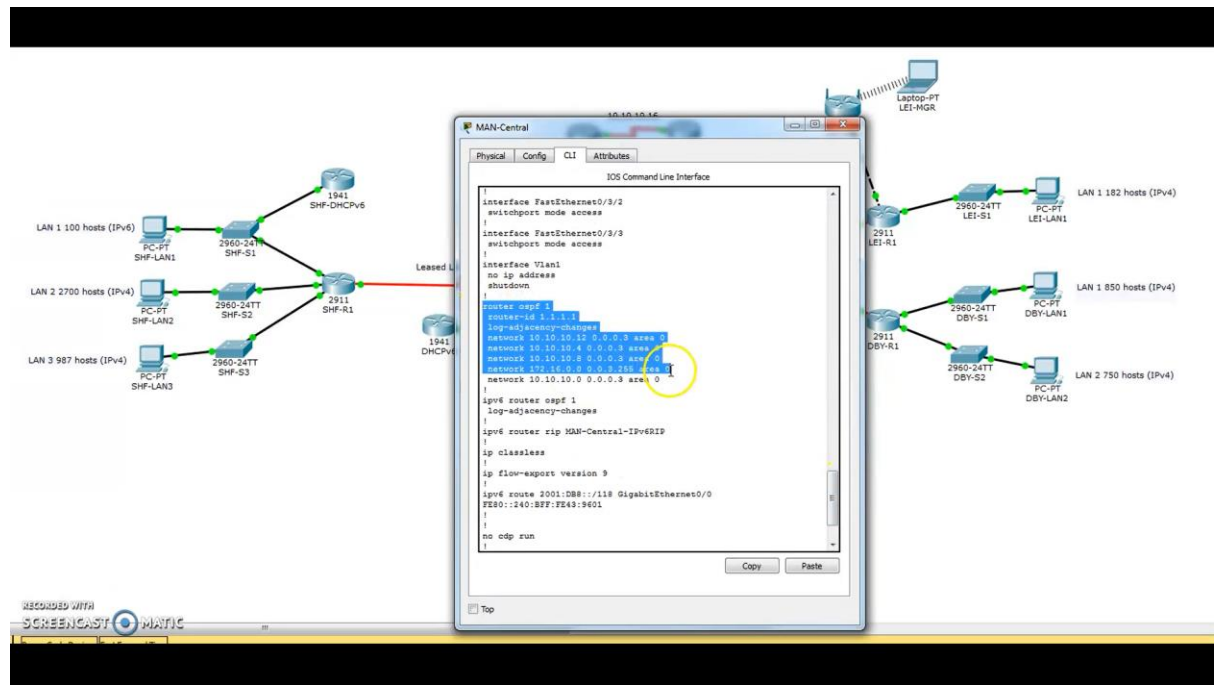 Laptop-PT
LEI-MGR
10.10.10.16
MAN-Central
Physical
Config
CLI
Attributes
IOS Command Line Interface
!
interface FastEthernet0/3/2
switchport mode access
!
interface FastEthernet0/3/3
switchport mode access
!
interface Vlan1
no ip address
shutdown
!
router ospf 1
router-id 1.1.1.1
log-adjacency-changes
network 10.10.10.12 0.0.0.3 area 0
network 10.10.10.4 0.0.0.3 area 0
network 10.10.10.8 0.0.0.3 area 0
network 172.16.0.0 0.0.3.255 area 0
network 10.10.10.0 0.0.0.3 area 0
!
ipv6 router ospf 1
log-adjacency-changes
!
ipv6 router rip MAN-Central-IPv6RIP
!
ip classless
!
ip flow-export version 9
!
ipv6 route 2001:DB8::/118 GigabitEthernet0/0
FE80::240:BFF:FE43:9601
!
!
no cdp run
!
Copy
Paste
Top
1941
SHF-DHCPv6
LAN 1 100 hosts (IPv6)
PC-PT
SHF-LAN1
SHF-S1
LAN 2 2700 hosts (IPv4)
PC-PT
SHF-LAN2
2960-24TT
SHF-S2
2911
SHF-R1
Leased
LAN 3 987 hosts (IPv4)
PC-PT
SHF-LAN3
2960-24TT
SHF-S3
1941
2960-24TT
LEI-S1
PC-PT
LEI-LAN1
LAN 1 182 hosts (IPv4)
2911
LEI-R1
2960-24TT
DBY-S1
PC-PT
DBY-LAN1
LAN 1 850 hosts (IPv4)
2911
DBY-R1
2960-24TT
DBY-S2
PC-PT
DBY-LAN2
LAN 2 750 hosts (IPv4)
RECORDED WITH
SCREENCAST O MATIC